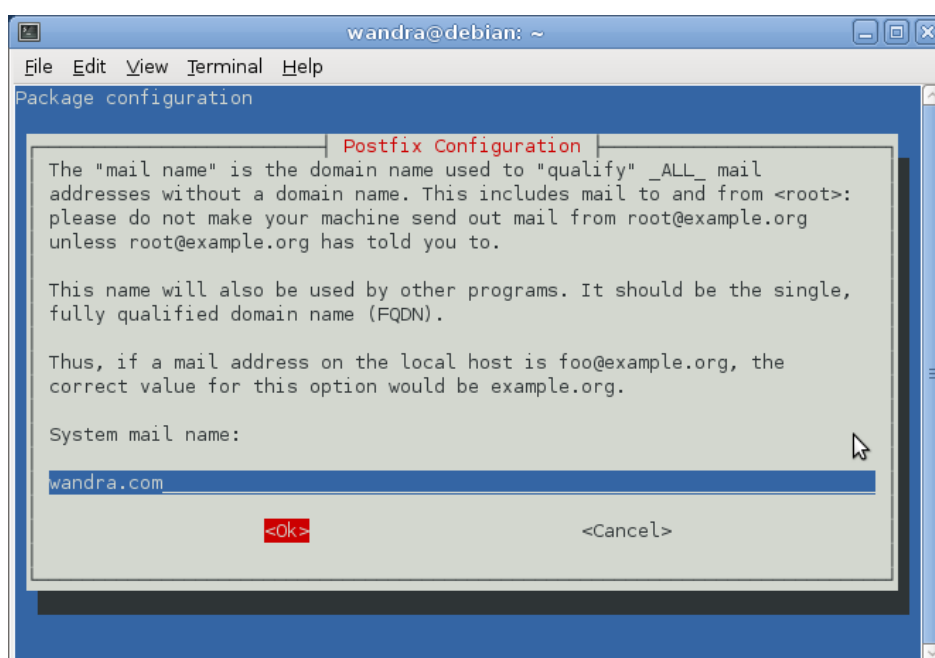 wandra@debian: ~
File Edit View Terminal Help
Package configuration
Postfix Configuration
The "mail name" is the domain name used to "qualify" _ALL_ mail
addresses without a domain name. This includes mail to and from <root>:
please do not make your machine send out mail from root@example.org
unless root@example.org has told you to.
This name will also be used by other programs. It should be the single,
fully qualified domain name (FQDN).
Thus, if a mail address on the local host is foo@example.org, the
correct value for this option would be example.org.
System mail name:
wandra.com
<Ok> <Cancel>